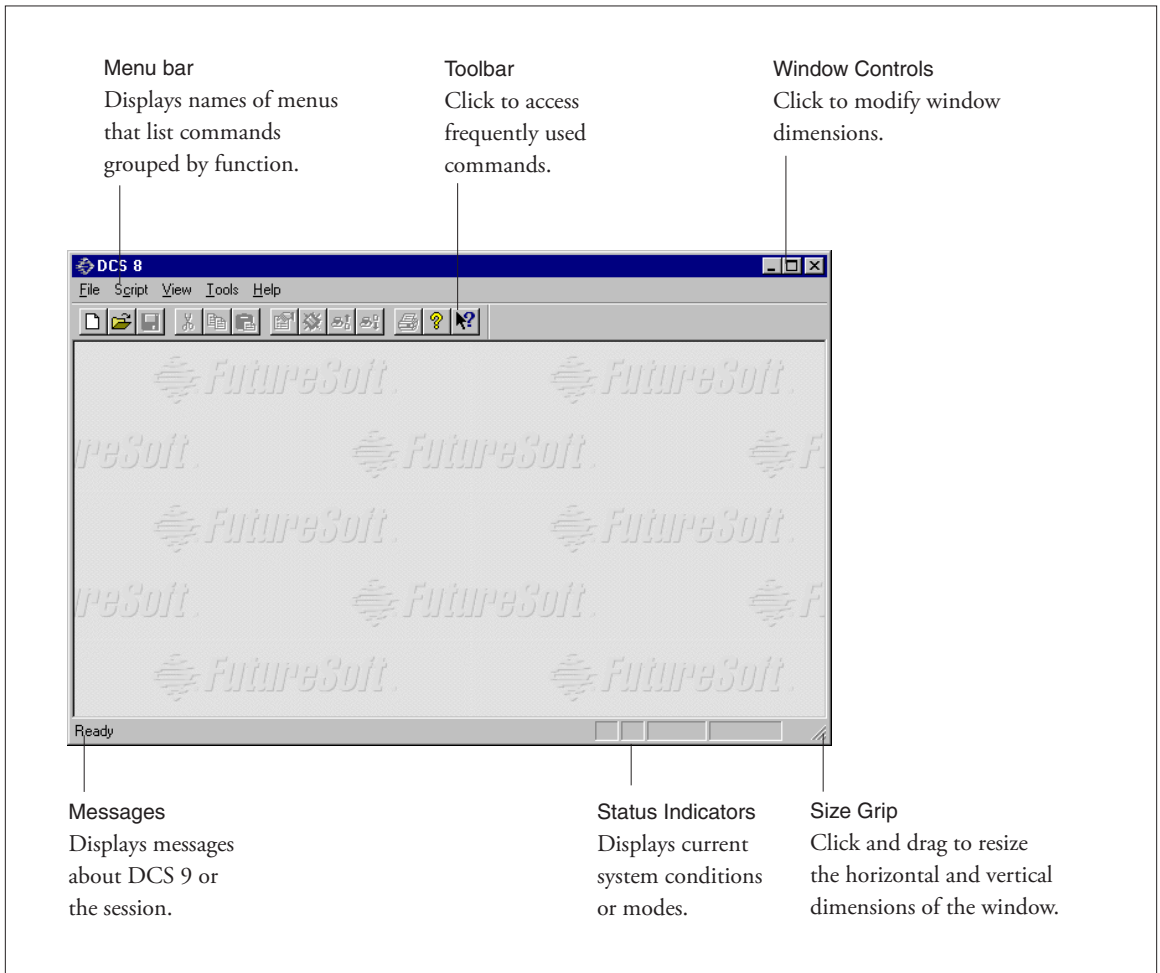 Menu bar
Displays names of menus
that list commands
grouped by function.
Toolbar
Click to access
frequently used
commands.
Window Controls
Click to modify window
dimensions.
DCS 8
File Script View Tools Help
FutureSoft. FutureSoft.
ureSoft. FutureSoft. F
FutureSoft. FutureSoft.
ureSoft. FutureSoft. F
FutureSoft. FutureSoft.
Ready
Messages
Displays messages
about DCS 9 or
the session.
Status Indicators
Displays current
system conditions
or modes.
Size Grip
Click and drag to resize
the horizontal and vertical
dimensions of the window.